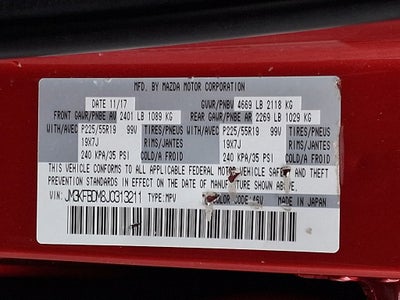 MFD. BY MAZDA MOTOR CORPORATION
DATE 11/17 GVWR/PNBV 4669 LB 2118 KG
FRONT GAWR/PNBE AV 2401 LB 1089 KG REAR GAWR/PNBE AR 2269 LB 1029 KG
WITH/AVEC P225/55R19 99V TIRES/PNEUS WITH/AVEC P225/55R19 99V TIRES/PNEUS
19X7J RIMS/JANTES 19X7J RIMS/JANTES
240 KPA/35 PSI COLD/A FROID 240 KPA/35 PSI COLD/A FROID
THIS VEHICLE CONFORMS TO ALL APPLICABLE FEDERAL MOTOR VEHICLE SAFETY AND THEFT
PREVENTION STANDARDS IN EFFECT ON THE DATE OF MANUFACTURE SHOWN ABOVE.
VIN: JM3KFBDM8J0313211 TYPE:MPV COLOR CODE :46V MADE IN JAPAN